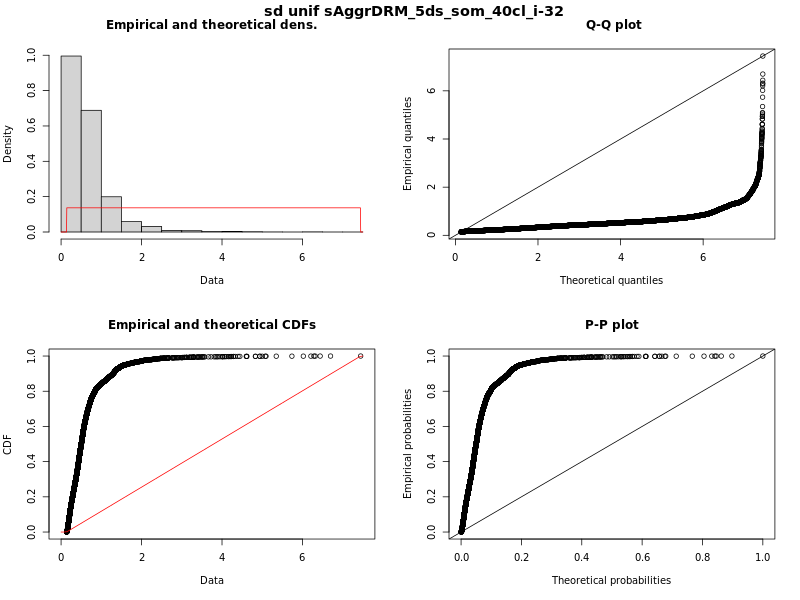 sd unif sAggrDRM_5ds_som_40cl_i-32
Empirical and theoretical dens.
Density
0.0 0.2 0.4 0.6 0.8 1.0
0 2 4 6
Data
Q-Q plot
Empirical quantiles
0 2 4 6
0 2 4 6
Theoretical quantiles
Empirical and theoretical CDFs
CDF
0.0 0.2 0.4 0.6 0.8 1.0
0 2 4 6
Data
P-P plot
Empirical probabilities
0.0 0.2 0.4 0.6 0.8 1.0
0.0 0.2 0.4 0.6 0.8 1.0
Theoretical probabilities